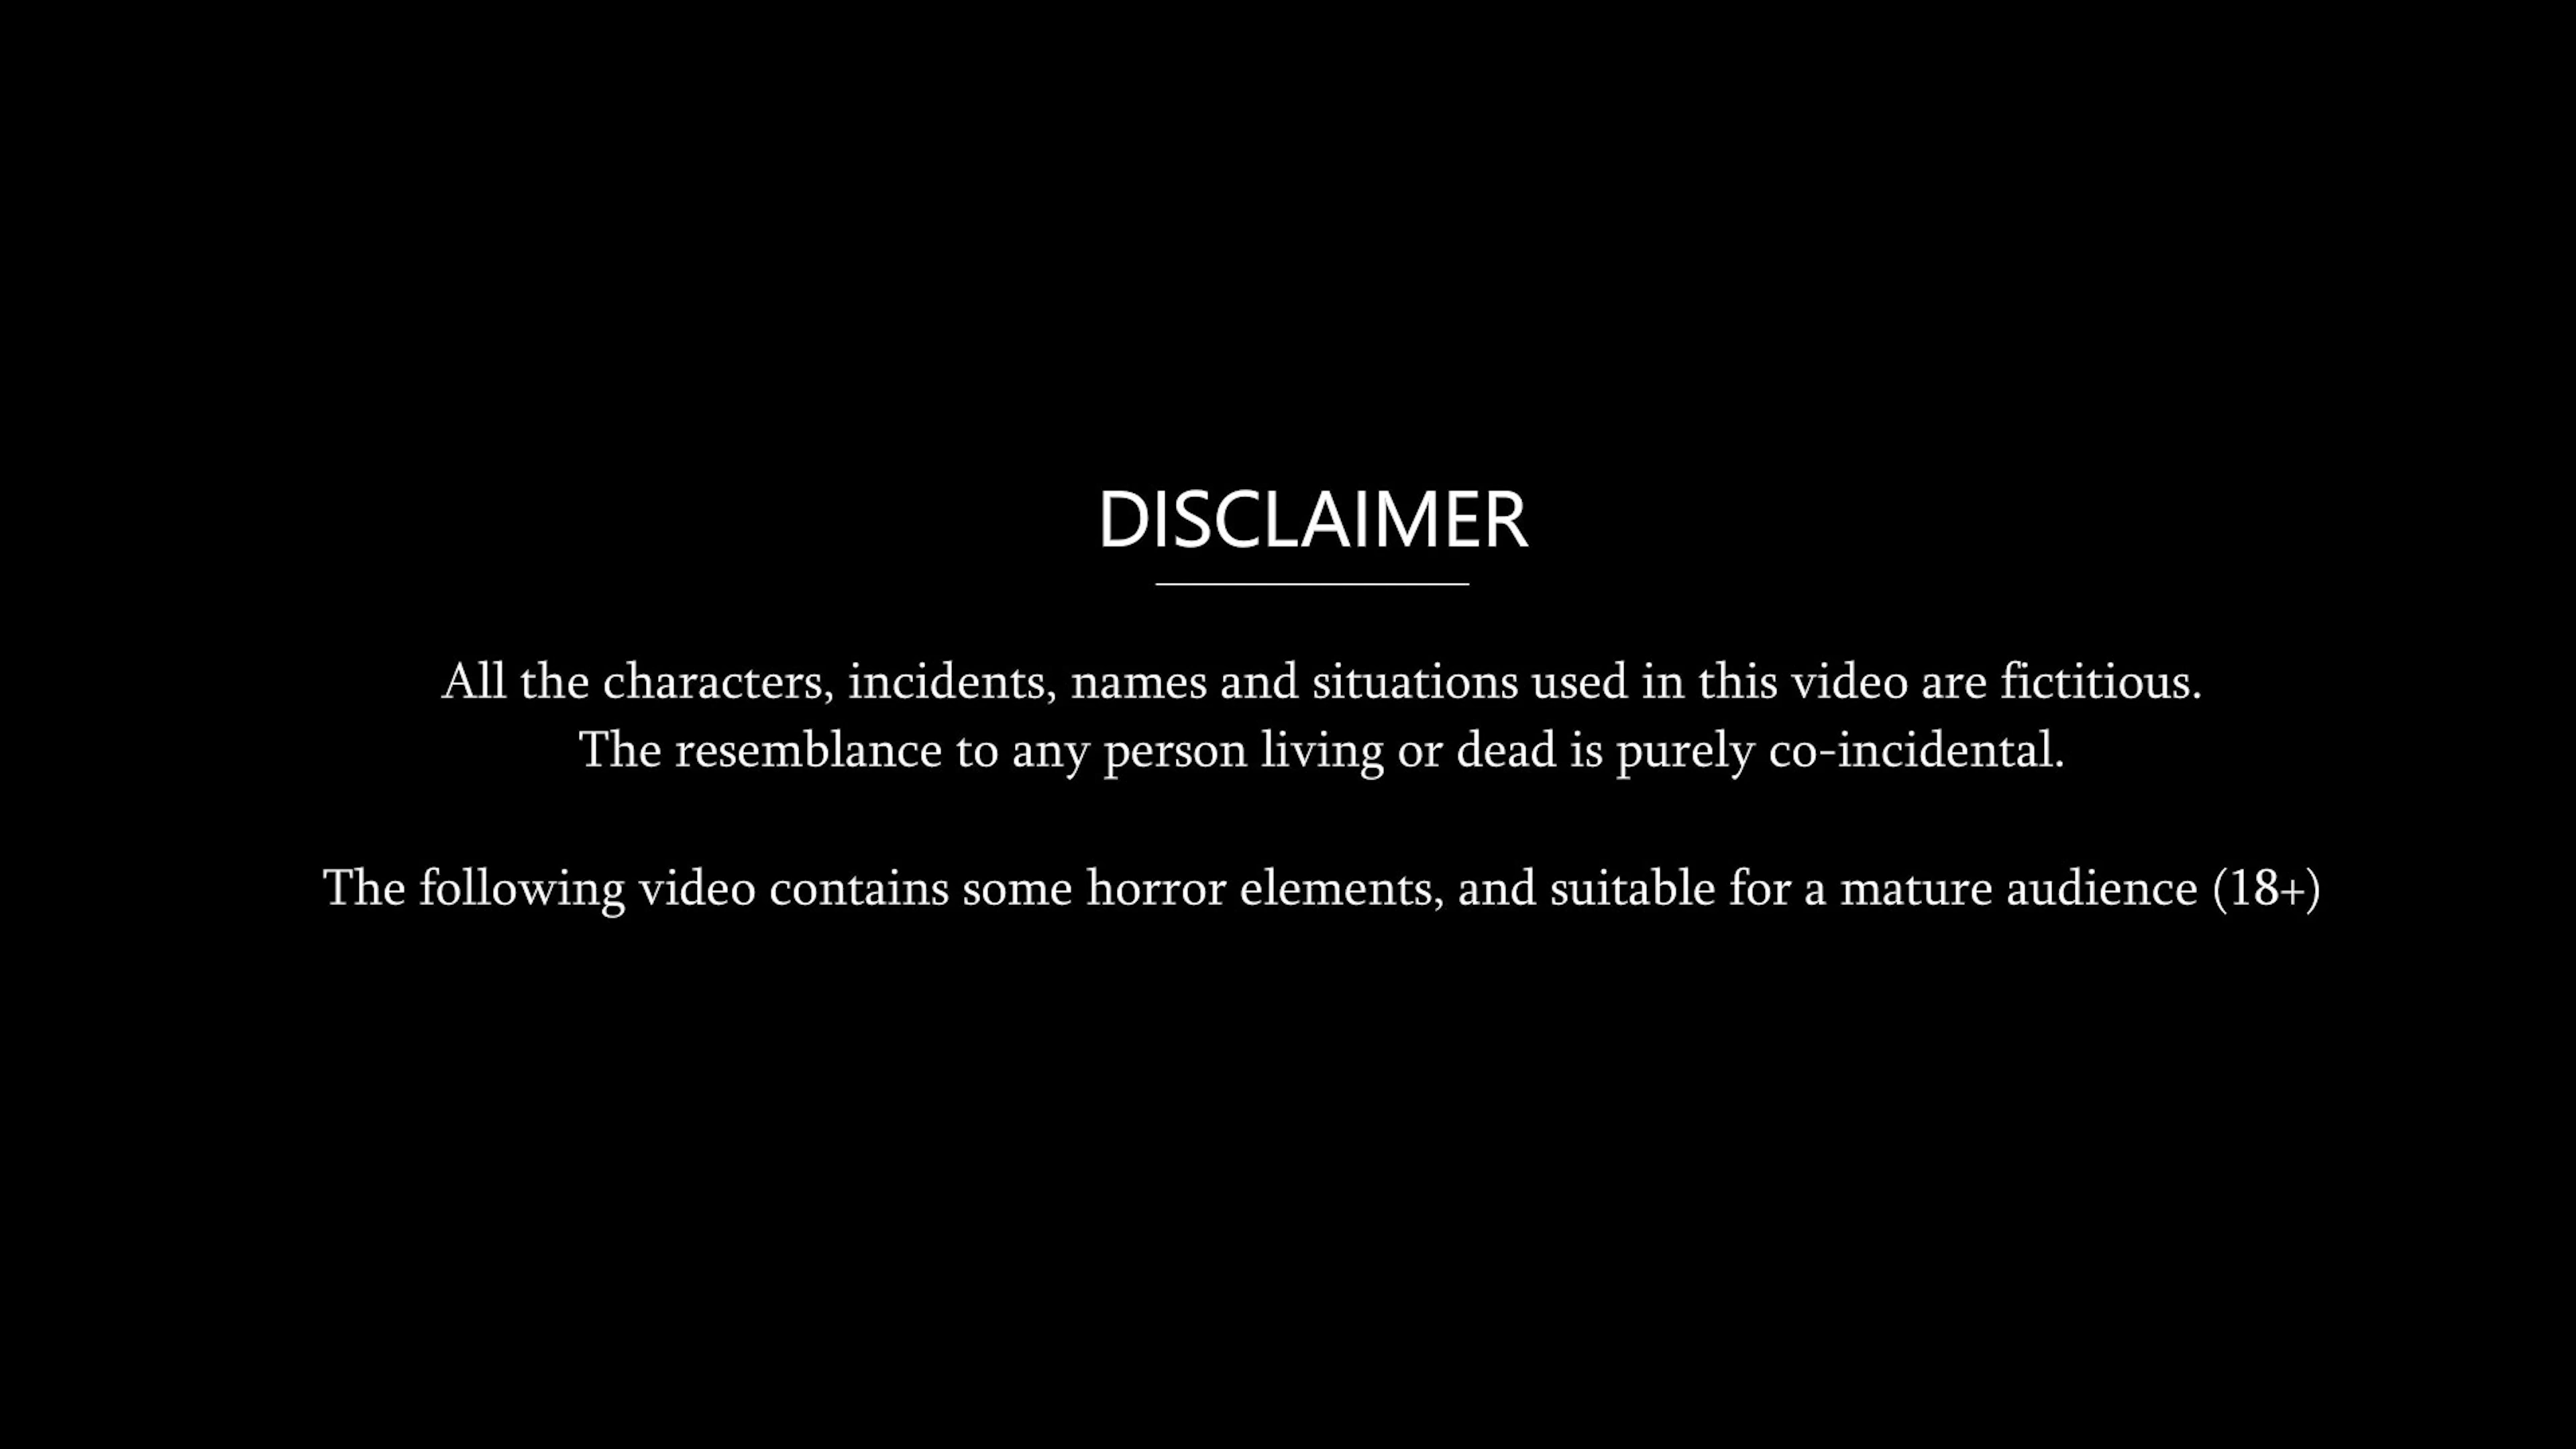 DISCLAIMER
All the characters, incidents, names and situations used in this video are fictitious.
The resemblance to any person living or dead is purely co-incidental.
The following video contains some horror elements, and suitable for a mature audience (18+)